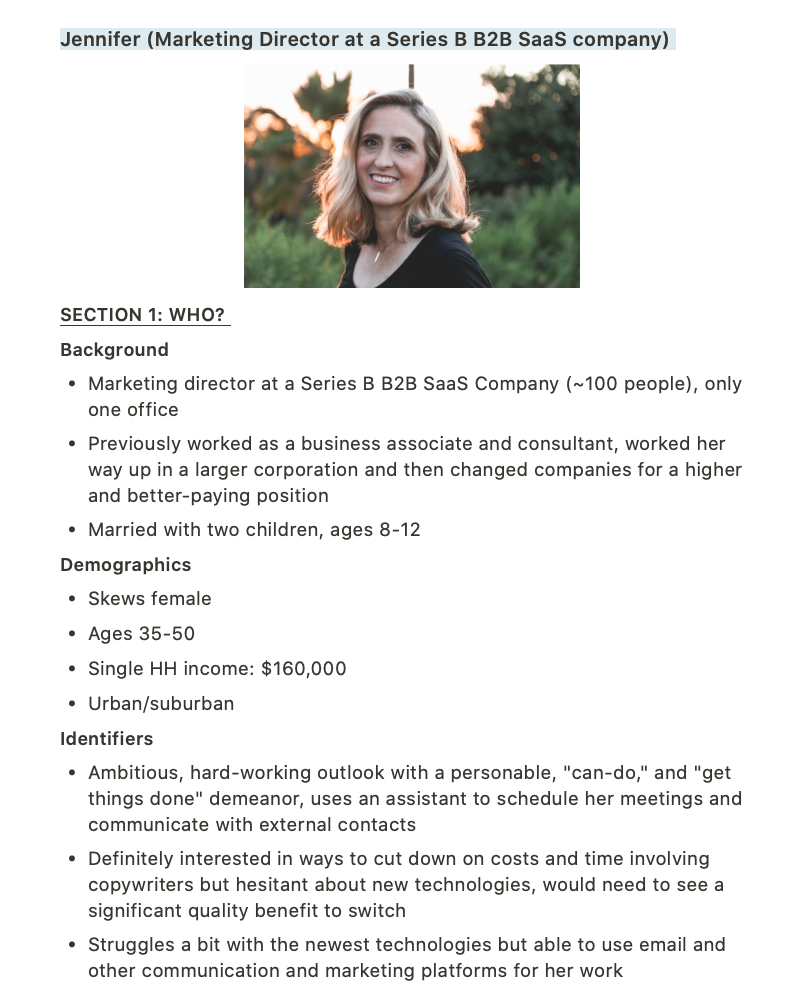 Jennifer (Marketing Director at a Series B B2B SaaS company)
SECTION 1: WHO?
Background
• Marketing director at a Series B B2B SaaS Company (~100 people), only
one office
• Previously worked as a business associate and consultant, worked her
way up in a larger corporation and then changed companies for a higher
and better-paying position
• Married with two children, ages 8-12
Demographics
• Skews female
• Ages 35-50
• Single HH income: $160,000
• Urban/suburban
Identifiers
• Ambitious, hard-working outlook with a personable, "can-do," and "get
things done" demeanor, uses an assistant to schedule her meetings and
communicate with external contacts
• Definitely interested in ways to cut down on costs and time involving
copywriters but hesitant about new technologies, would need to see a
significant quality benefit to switch
• Struggles a bit with the newest technologies but able to use email and
other communication and marketing platforms for her work